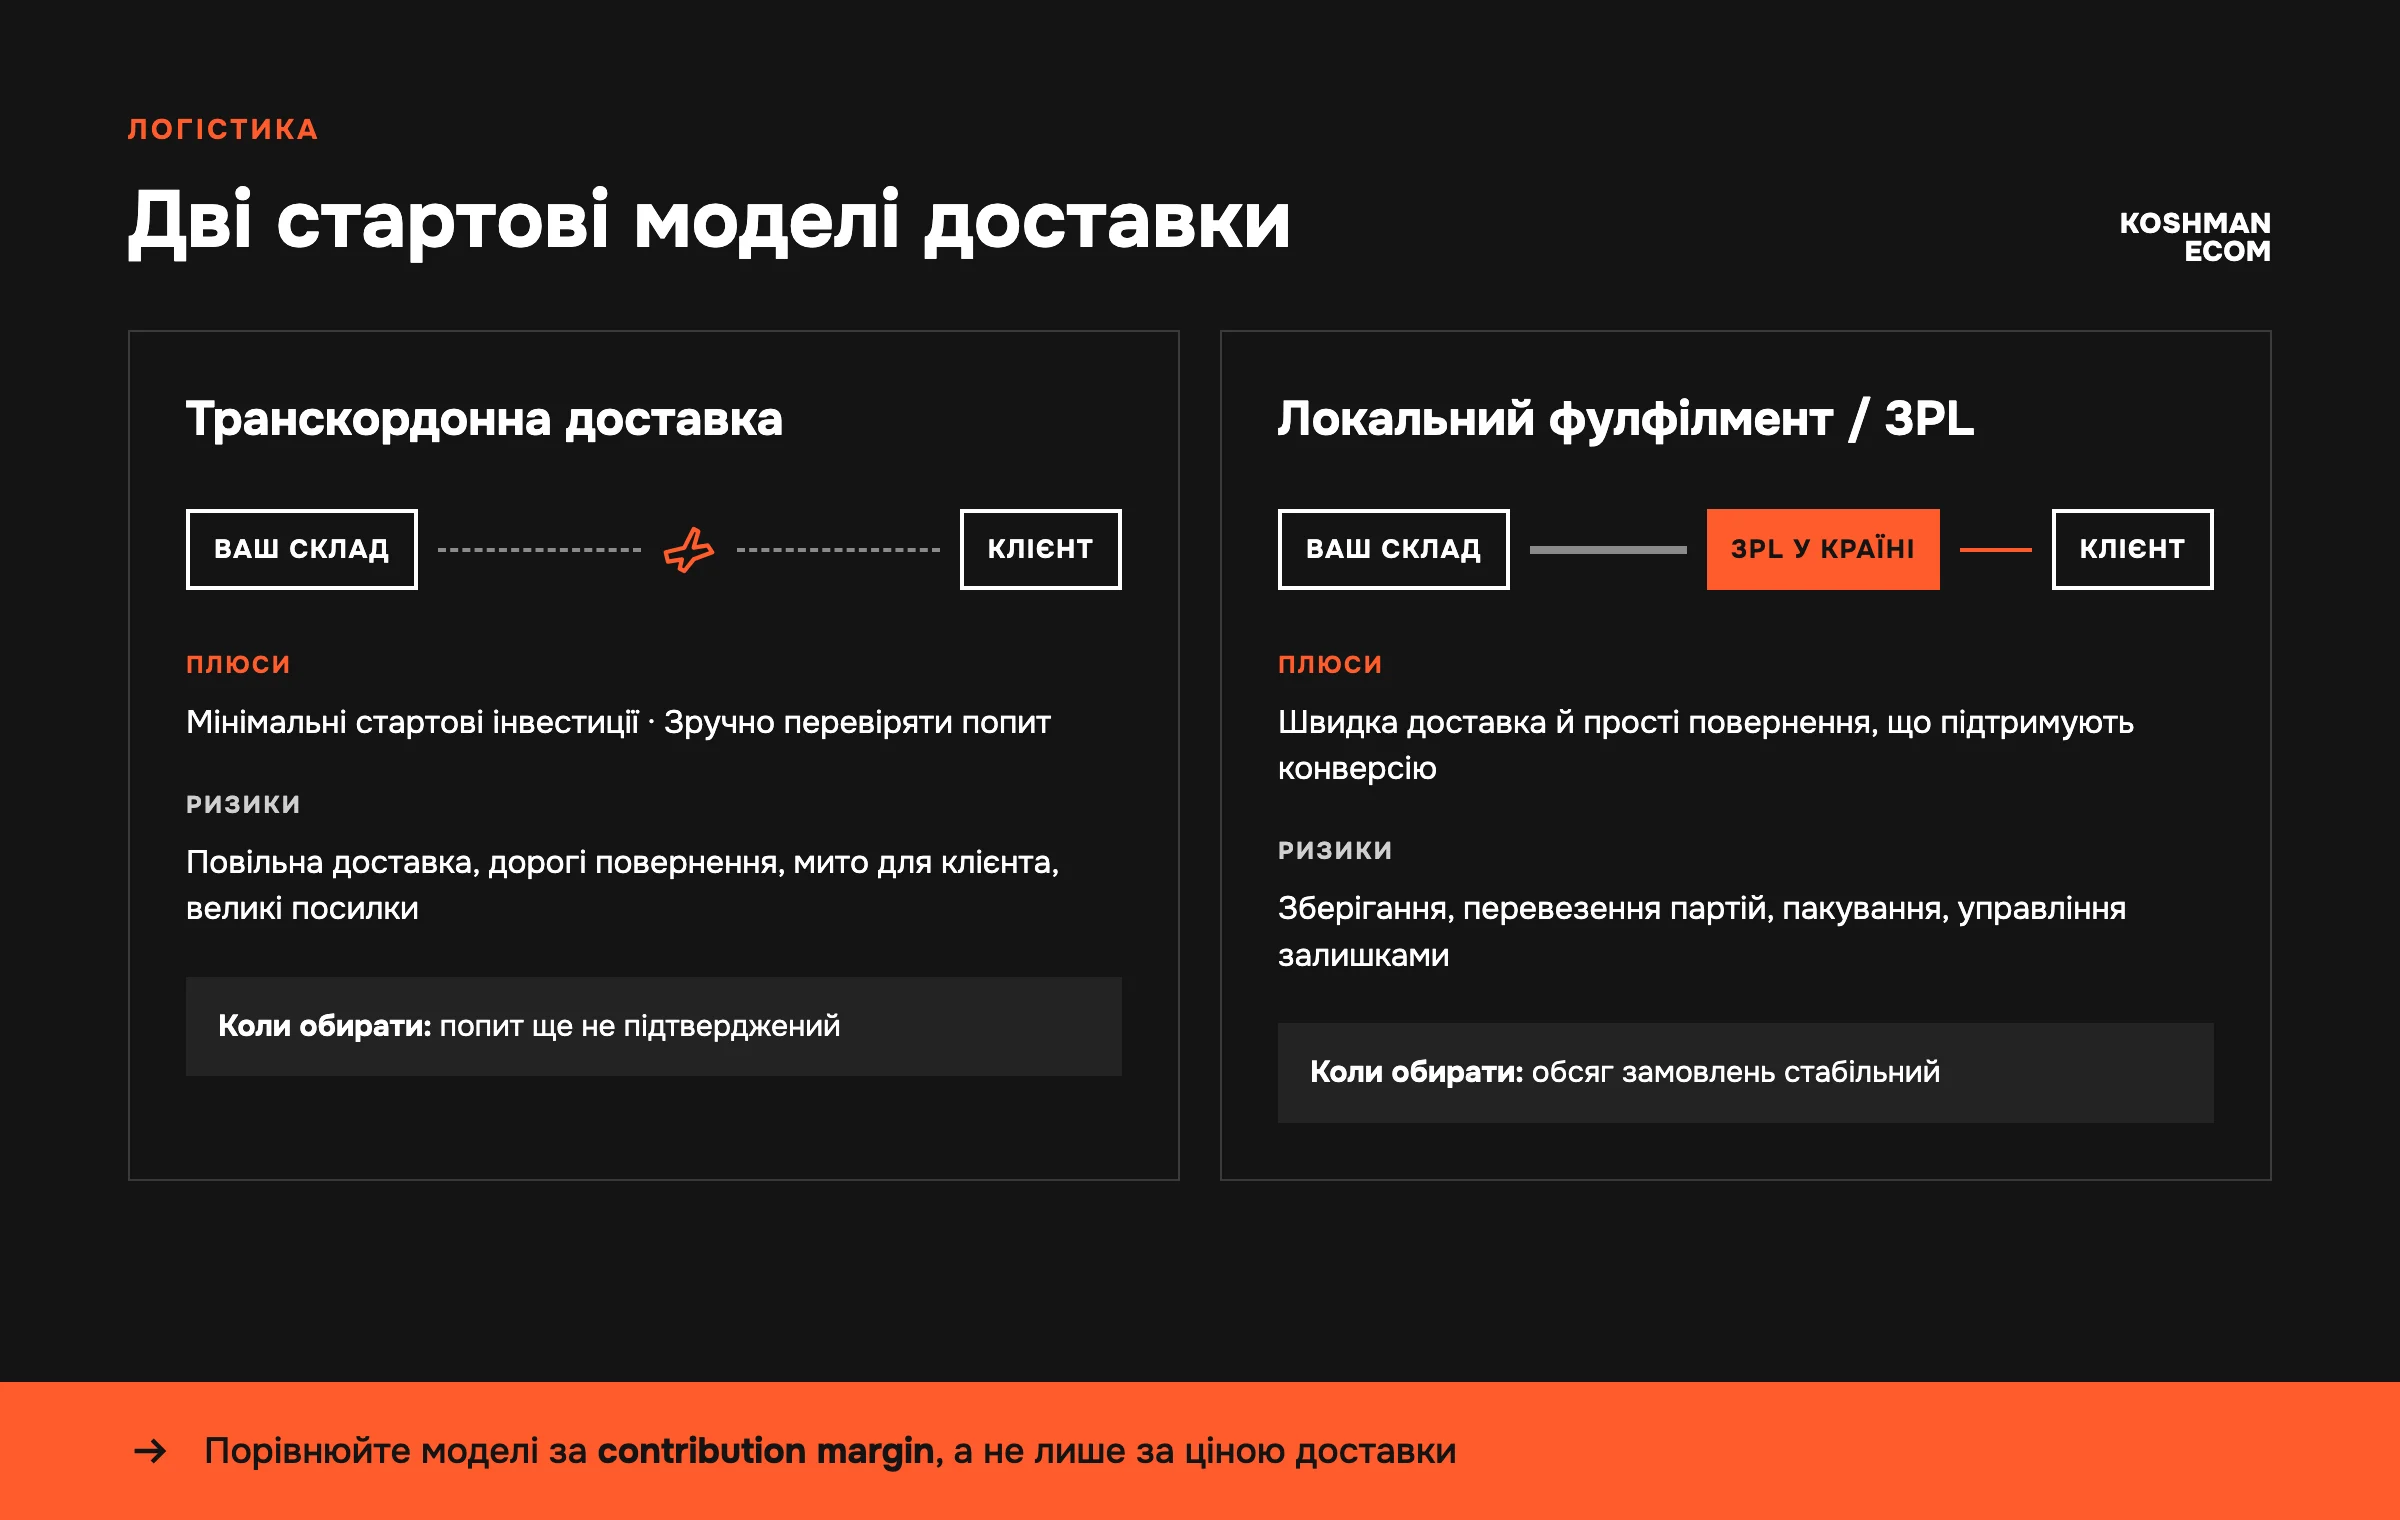 ЛОГІСТИКА
Дві стартові моделі доставки
KOSHMAN
ECOM
Транскордонна доставка
ВАШ СКЛАД
КЛІЄНТ
ПЛЮСИ
Мінімальні стартові інвестиції · Зручно перевіряти попит
РИЗИКИ
Повільна доставка, дорогі повернення, мито для клієнта,
великі посилки
Коли обирати: попит ще не підтверджений
Локальний фулфілмент / 3PL
ВАШ СКЛАД
3PL У КРАЇНІ
КЛІЄНТ
ПЛЮСИ
Швидка доставка й прості повернення, що підтримують
конверсію
РИЗИКИ
Зберігання, перевезення партій, пакування, управління
залишками
Коли обирати: обсяг замовлень стабільний
→ Порівнюйте моделі за contribution margin, а не лише за ціною доставки